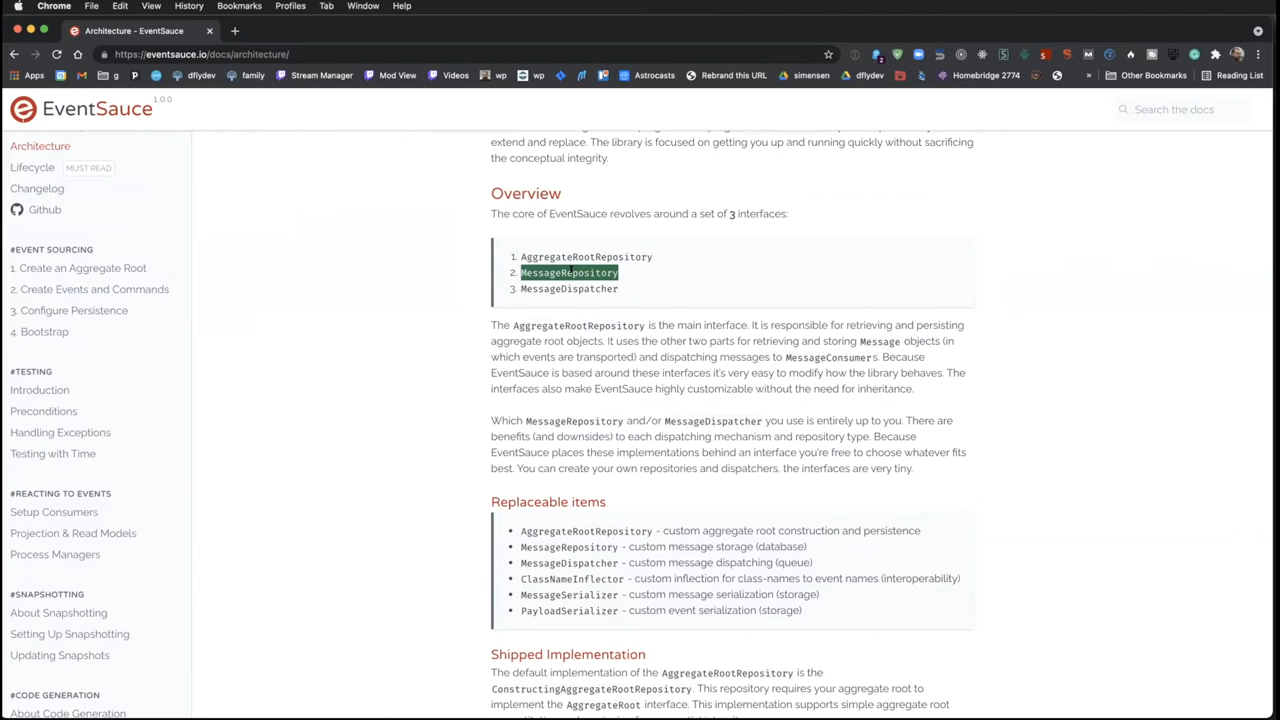 Chrome File Edit View History Bookmarks Profiles Tab Window Help
Architecture - EventSauce
https://eventsauce.io/docs/architecture/
Apps g dflydev family Stream Manager Mod View Videos wp wp Astrocasts Rebrand this URL simensen dflydev Homebridge 2774 » Other Bookmarks Reading List
EventSauce 1.0.0
Search the docs
Architecture
Lifecycle MUST READ
Changelog
Github
#EVENT SOURCING
1. Create an Aggregate Root
2. Create Events and Commands
3. Configure Persistence
4. Bootstrap
#TESTING
Introduction
Preconditions
Handling Exceptions
Testing with Time
#REACTING TO EVENTS
Setup Consumers
Projection & Read Models
Process Managers
#SNAPSHOTTING
About Snapshotting
Setting Up Snapshotting
Updating Snapshots
#CODE GENERATION
About Code Generation
extend and replace. The library is focused on getting you up and running quickly without sacrificing
the conceptual integrity.
Overview
The core of EventSauce revolves around a set of 3 interfaces:
1. AggregateRootRepository
2. MessageRepository
3. MessageDispatcher
The AggregateRootRepository is the main interface. It is responsible for retrieving and persisting
aggregate root objects. It uses the other two parts for retrieving and storing Message objects (in
which events are transported) and dispatching messages to MessageConsumers. Because
EventSauce is based around these interfaces it's very easy to modify how the library behaves. The
interfaces also make EventSauce highly customizable without the need for inheritance.
Which MessageRepository and/or MessageDispatcher you use is entirely up to you. There are
benefits (and downsides) to each dispatching mechanism and repository type. Because
EventSauce places these implementations behind an interface you're free to choose whatever fits
best. You can create your own repositories and dispatchers, the interfaces are very tiny.
Replaceable items
• AggregateRootRepository - custom aggregate root construction and persistence
• MessageRepository - custom message storage (database)
• MessageDispatcher - custom message dispatching (queue)
• ClassNameInflector - custom inflection for class-names to event names (interoperability)
• MessageSerializer - custom message serialization (storage)
• PayloadSerializer - custom event serialization (storage)
Shipped Implementation
The default implementation of the AggregateRootRepository is the
ConstructingAggregateRootRepository. This repository requires your aggregate root to
implement the AggregateRoot interface. This implementation supports simple aggregate root